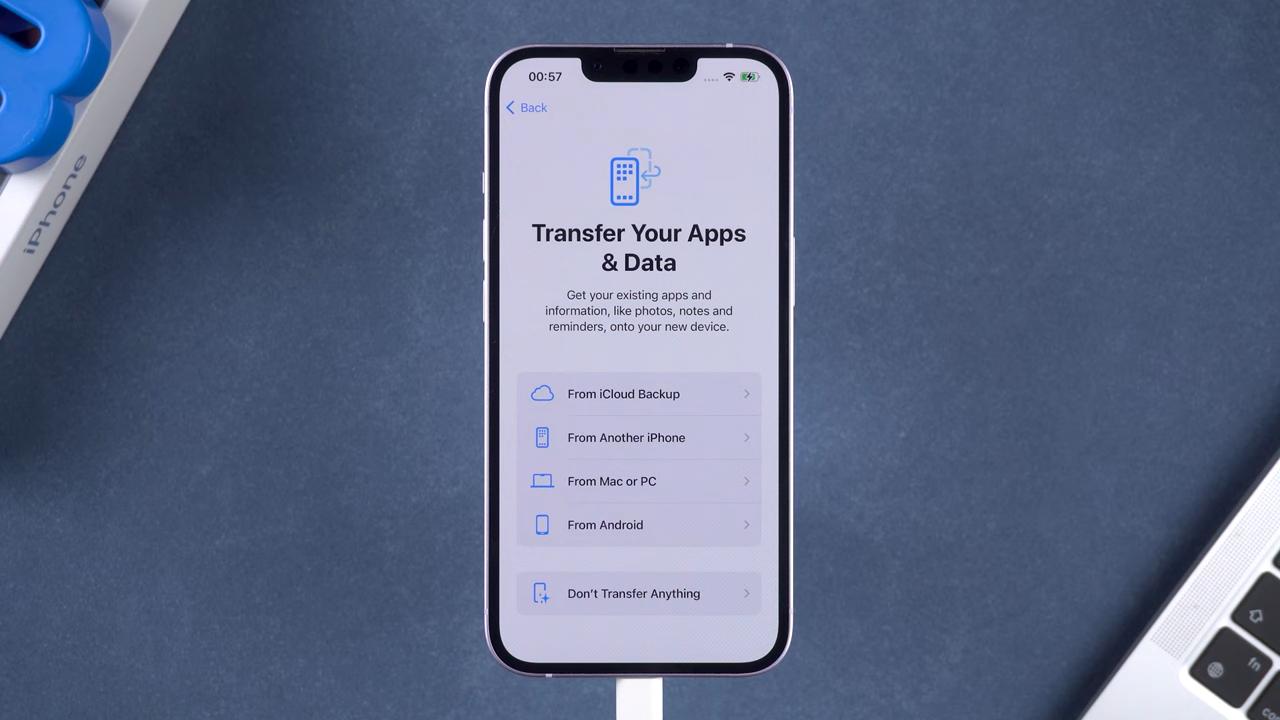 iPhone
00:57
Back
Transfer Your Apps
& Data
Get your existing apps and
information, like photos, notes and
reminders, onto your new device.
From iCloud Backup
From Another iPhone
From Mac or PC
From Android
Don't Transfer Anything
fn